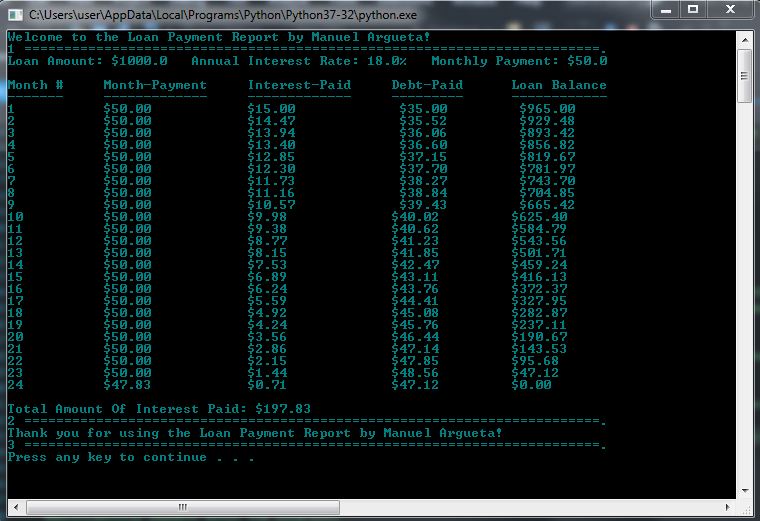 C:\Users\user\AppData\Local\Programs\Python\Python37-32\python.exe
Welcome to the Loan Payment Report by Manuel Argueta!
1 ========================================================================.
Loan Amount: $1000.0   Annual Interest Rate: 18.0%   Monthly Payment: $50.0
Month #     Month-Payment     Interest-Paid     Debt-Paid      Loan Balance
-------     -------------     -------------     ---------      ------------
1           $50.00            $15.00             $35.00         $965.00
2           $50.00            $14.47             $35.52         $929.48
3           $50.00            $13.94             $36.06         $893.42
4           $50.00            $13.40             $36.60         $856.82
5           $50.00            $12.85             $37.15         $819.67
6           $50.00            $12.30             $37.70         $781.97
7           $50.00            $11.73             $38.27         $743.70
8           $50.00            $11.16             $38.84         $704.85
9           $50.00            $10.57             $39.43         $665.42
10          $50.00            $9.98             $40.02         $625.40
11          $50.00            $9.38             $40.62         $584.79
12          $50.00            $8.77             $41.23         $543.56
13          $50.00            $8.15             $41.85         $501.71
14          $50.00            $7.53             $42.47         $459.24
15          $50.00            $6.89             $43.11         $416.13
16          $50.00            $6.24             $43.76         $372.37
17          $50.00            $5.59             $44.41         $327.95
18          $50.00            $4.92             $45.08         $282.87
19          $50.00            $4.24             $45.76         $237.11
20          $50.00            $3.56             $46.44         $190.67
21          $50.00            $2.86             $47.14         $143.53
22          $50.00            $2.15             $47.85         $95.68
23          $50.00            $1.44             $48.56         $47.12
24          $47.83            $0.71             $47.12         $0.00
Total Amount Of Interest Paid: $197.83
2 ========================================================================.
Thank you for using the Loan Payment Report by Manuel Argueta!
3 ========================================================================.
Press any key to continue . . .